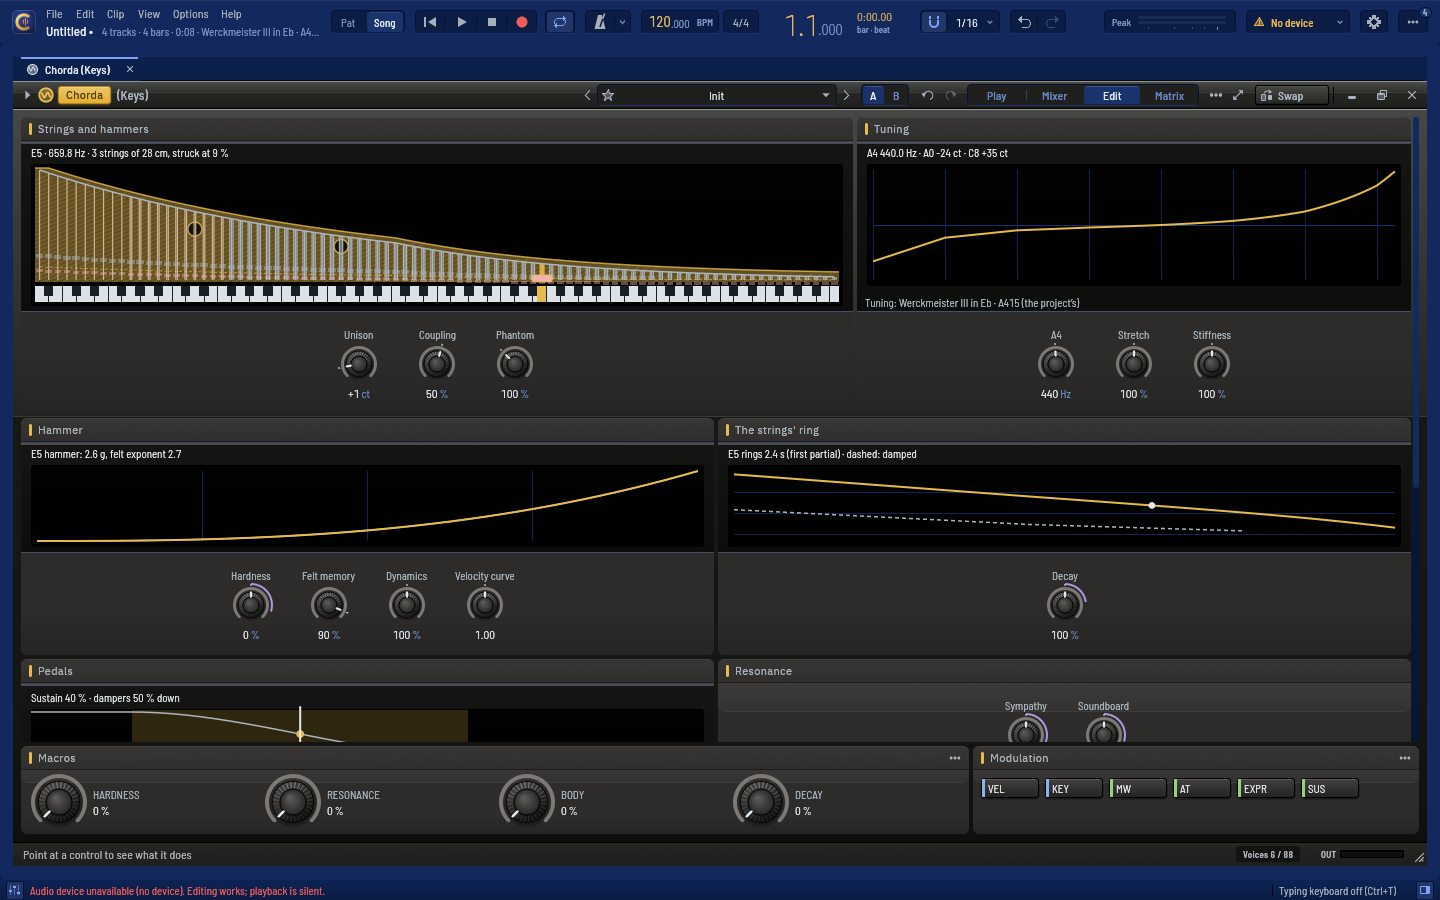 File Edit Clip View Options Help
Untitled • 4 tracks · 4 bars · 0:08 · Werckmeister III in Eb · A4...
Pat Song
120.000 BPM 4/4
1.1.000
0:00.00
bar · beat
1/16
Peak
No device
4
Chorda (Keys)
Chorda (Keys)
Init
A B
Play Mixer Edit Matrix
Swap
Strings and hammers
E5 · 659.8 Hz · 3 strings of 28 cm, struck at 9 %
Unison Coupling Phantom
+1 ct 50 % 100 %
Tuning
A4 440.0 Hz · A0 -24 ct · C8 +35 ct
Tuning: Werckmeister III in Eb · A415 (the project's)
A4 Stretch Stiffness
440 Hz 100 % 100 %
Hammer
E5 hammer: 2.6 g, felt exponent 2.7
Hardness Felt memory Dynamics Velocity curve
0 % 90 % 100 % 1.00
The strings' ring
E5 rings 2.4 s (first partial) · dashed: damped
Decay
100 %
Pedals
Sustain 40 % · dampers 50 % down
Resonance
Sympathy Soundboard
Macros
HARDNESS
0 %
RESONANCE
0 %
BODY
0 %
DECAY
0 %
Modulation
VEL KEY MW AT EXPR SUS
Point at a control to see what it does
Voices 6 / 88 OUT
Audio device unavailable (no device). Editing works; playback is silent.
Typing keyboard off (Ctrl+T)